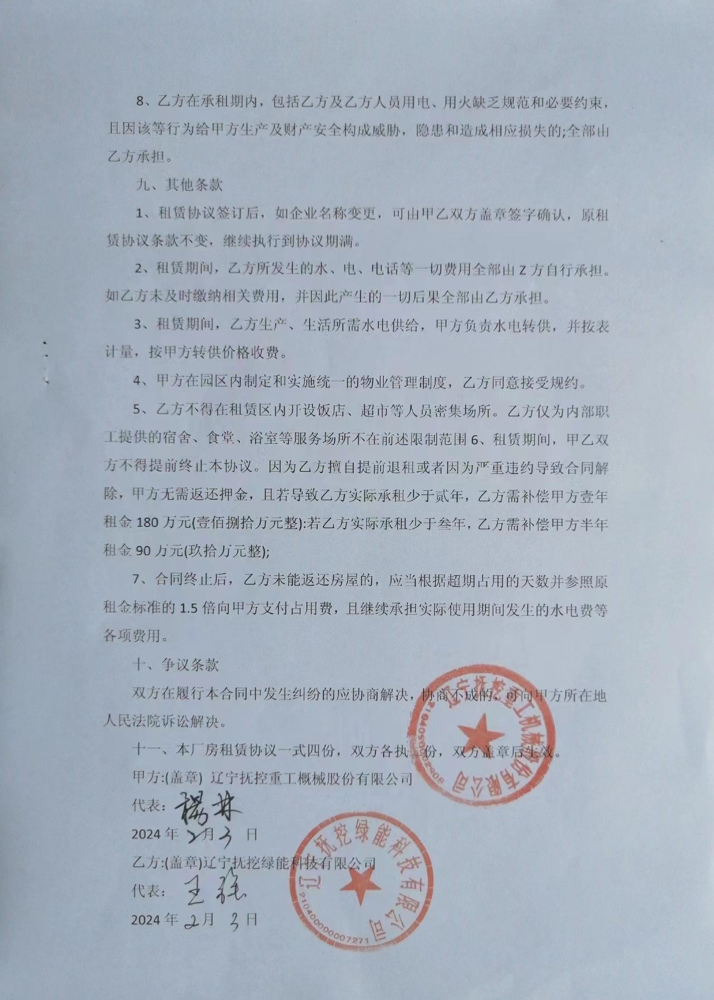 8、乙方在承租期内，包括乙方及乙方人员用电、用火缺乏规范和必要约束，
且因该等行为给甲方生产及财产安全构成威胁，隐患和造成相应损失的;全部由
乙方承担。
九、其他条款
1、租赁协议签订后，如企业名称变更，可由甲乙双方盖章签字确认，原租
赁协议条款不变，继续执行到协议期满。
2、租赁期间，乙方所发生的水、电、电话等一切费用全部由 Z 方自行承担。
如乙方未及时缴纳相关费用，并因此产生的一切后果全部由乙方承担。
3、租赁期间，乙方生产、生活所需水电供给，甲方负责水电转供，并按表
计量，按甲方转供价格收费。
4、甲方在园区内制定和实施统一的物业管理制度，乙方同意接受规约。
5、乙方不得在租赁区内开设饭店、超市等人员密集场所。乙方仅为内部职
工提供的宿舍、食堂、浴室等服务场所不在前述限制范围 6、租赁期间，甲乙双
方不得提前终止本协议。因为乙方擅自提前退租或者因为严重违约导致合同解
除，甲方无需返还押金，且若导致乙方实际承租少于贰年，乙方需补偿甲方壹年
租金 180 万元(壹佰捌拾万元整):若乙方实际承租少于叁年，乙方需补偿甲方半年
租金 90 万元(玖拾万元整);
7、合同终止后，乙方未能返还房屋的，应当根据超期占用的天数并参照原
租金标准的 1.5 倍向甲方支付占用费，且继续承担实际使用期间发生的水电费等
各项费用。
十、争议条款
双方在履行本合同中发生纠纷的应协商解决，协商不成的，可向甲方所在地
人民法院诉讼解决。
十一、本厂房租赁协议一式四份，双方各执二份，双方盖章后生效。
甲方:(盖章) 辽宁抚控重工概械股份有限公司
代表：楊林
2024 年 2 月 3 日
乙方:(盖章)辽宁抚挖绿能科技有限公司
代表：王强
2024 年 2 月 3 日
辽宁抚挖重工机械股份有限公司
辽宁抚挖绿能科技有限公司
210400000007271